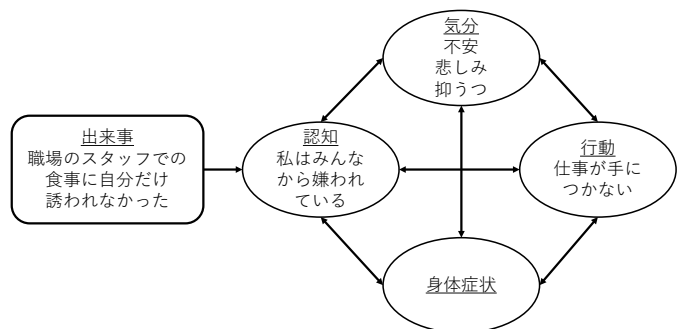 出来事
職場のスタッフでの
食事に自分だけ
誘われなかった
認知
私はみんな
から嫌われ
ている
気分
不安
悲しみ
抑うつ
行動
仕事が手に
つかない
身体症状